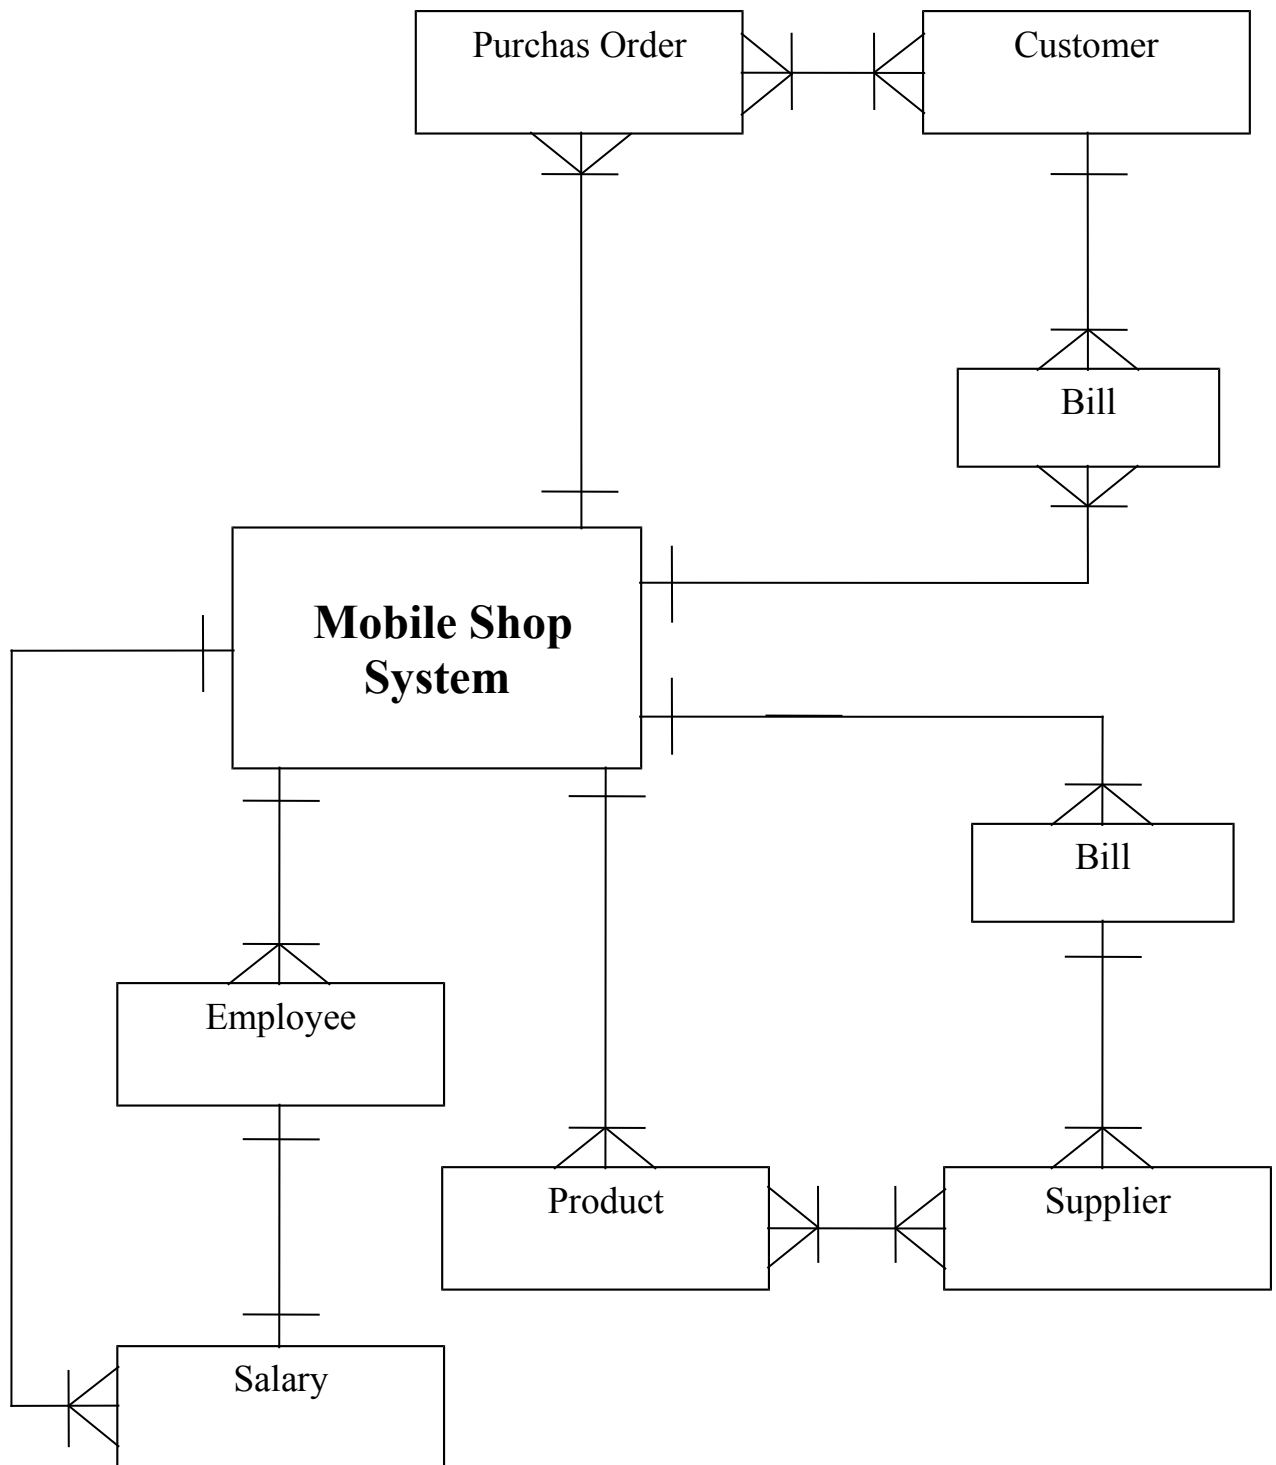 Purchas Order
Customer
Bill
Mobile Shop
System
Bill
Employee
Product
Supplier
Salary